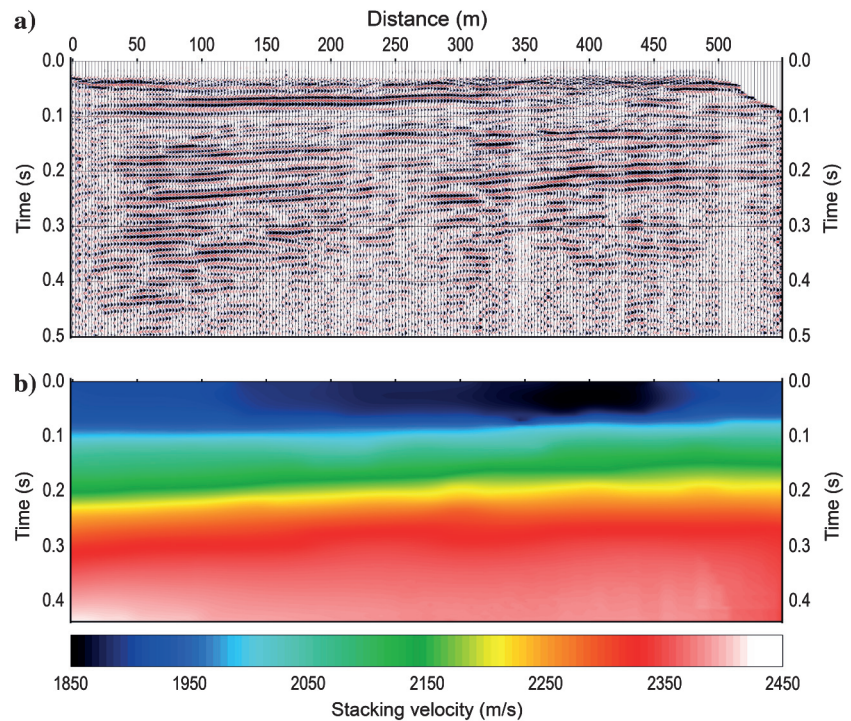 a)
Distance (m)
0 50 100 150 200 250 300 350 400 450 500
0.0 0.0
0.1 0.1
0.2 0.2
0.3 0.3
0.4 0.4
0.5 0.5
Time (s) Time (s)
b)
0.0 0.0
0.1 0.1
0.2 0.2
0.3 0.3
0.4 0.4
Time (s) Time (s)
1850 1950 2050 2150 2250 2350 2450
Stacking velocity (m/s)